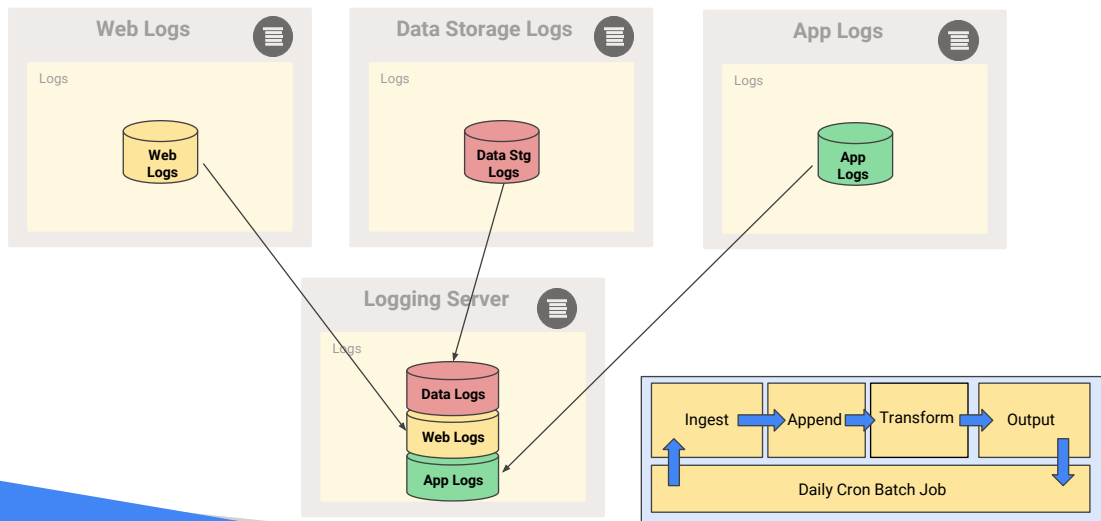 Web Logs
Data Storage Logs
App Logs
Logs
Logs
Logs
Web
Logs
Data Stg
Logs
App
Logs
Logging Server
Logs
Data Logs
Web Logs
App Logs
Ingest
Append
Transform
Output
Daily Cron Batch Job